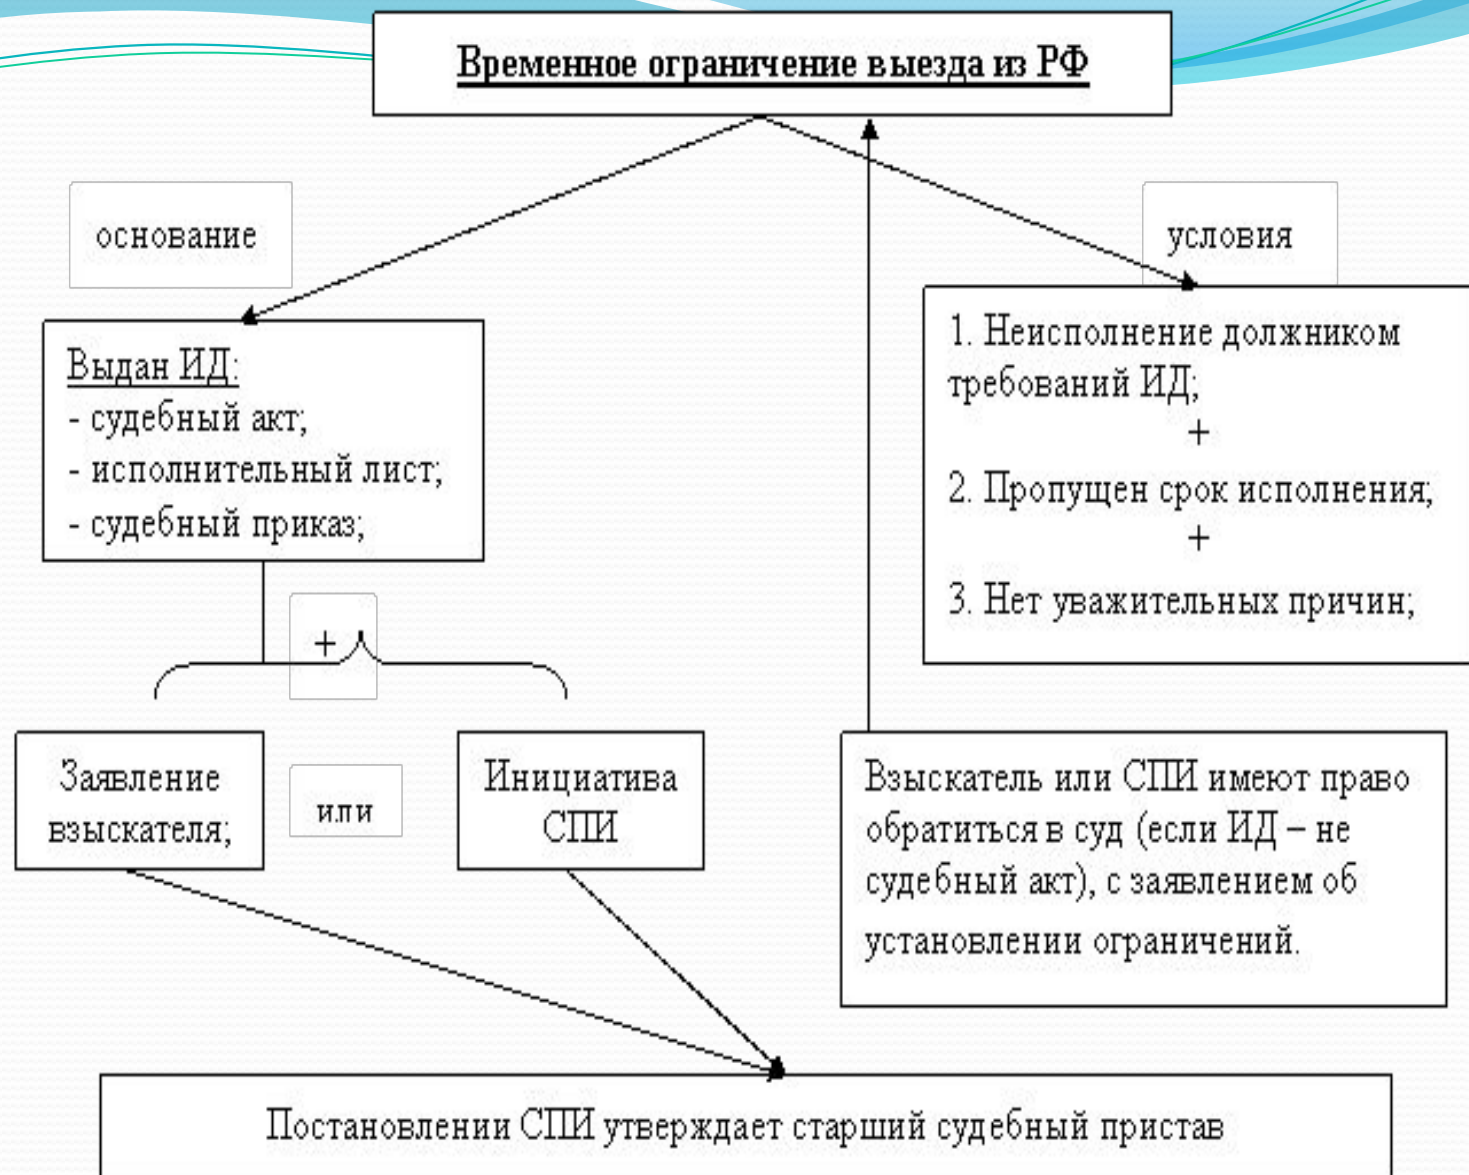 Временное ограничение выезда из РФ
основание
условия
Выдан ИД:
- судебный акт;
- исполнительный лист;
- судебный приказ;
1. Неисполнение должником
требований ИД;
+
2. Пропущен срок исполнения;
+
3. Нет уважительных причин;
+
Заявление
взыскателя;
или
Инициатива
СПИ
Взыскатель или СПИ имеют право
обратиться в суд (если ИД – не
судебный акт), с заявлением об
установлении ограничений.
Постановлении СПИ утверждает старший судебный пристав